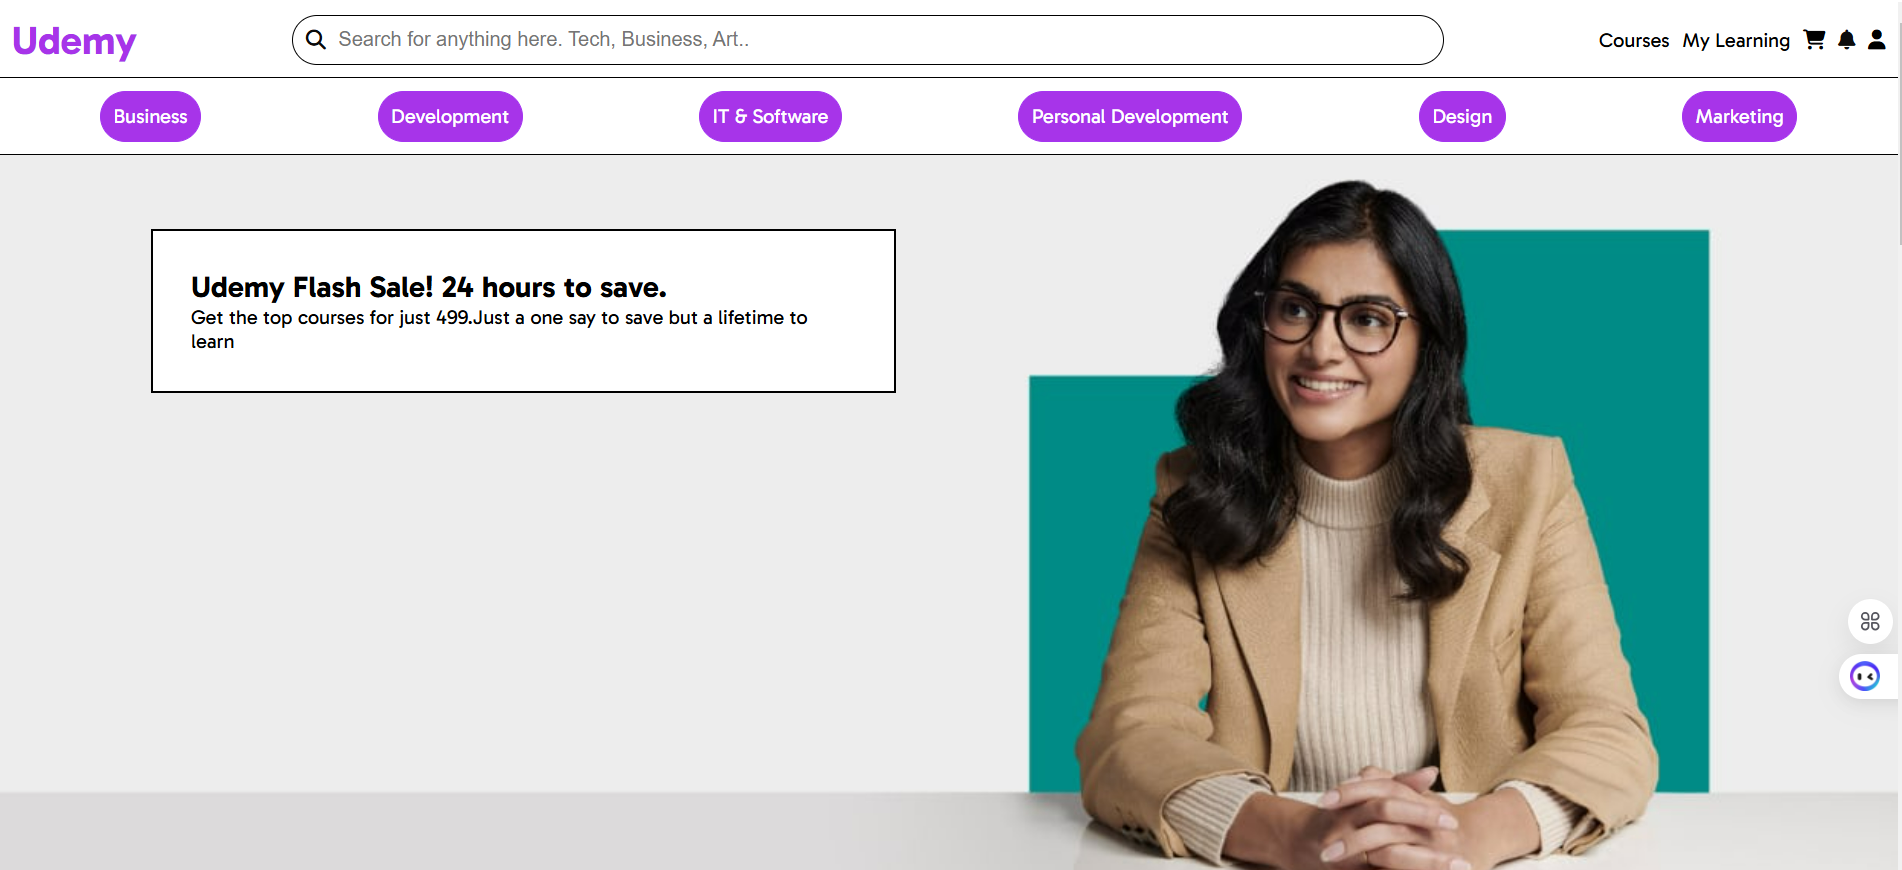 Udemy
Search for anything here. Tech, Business, Art..
Courses
My Learning
Business
Development
IT & Software
Personal Development
Design
Marketing
Udemy Flash Sale! 24 hours to save.
Get the top courses for just 499.Just a one say to save but a lifetime to
learn